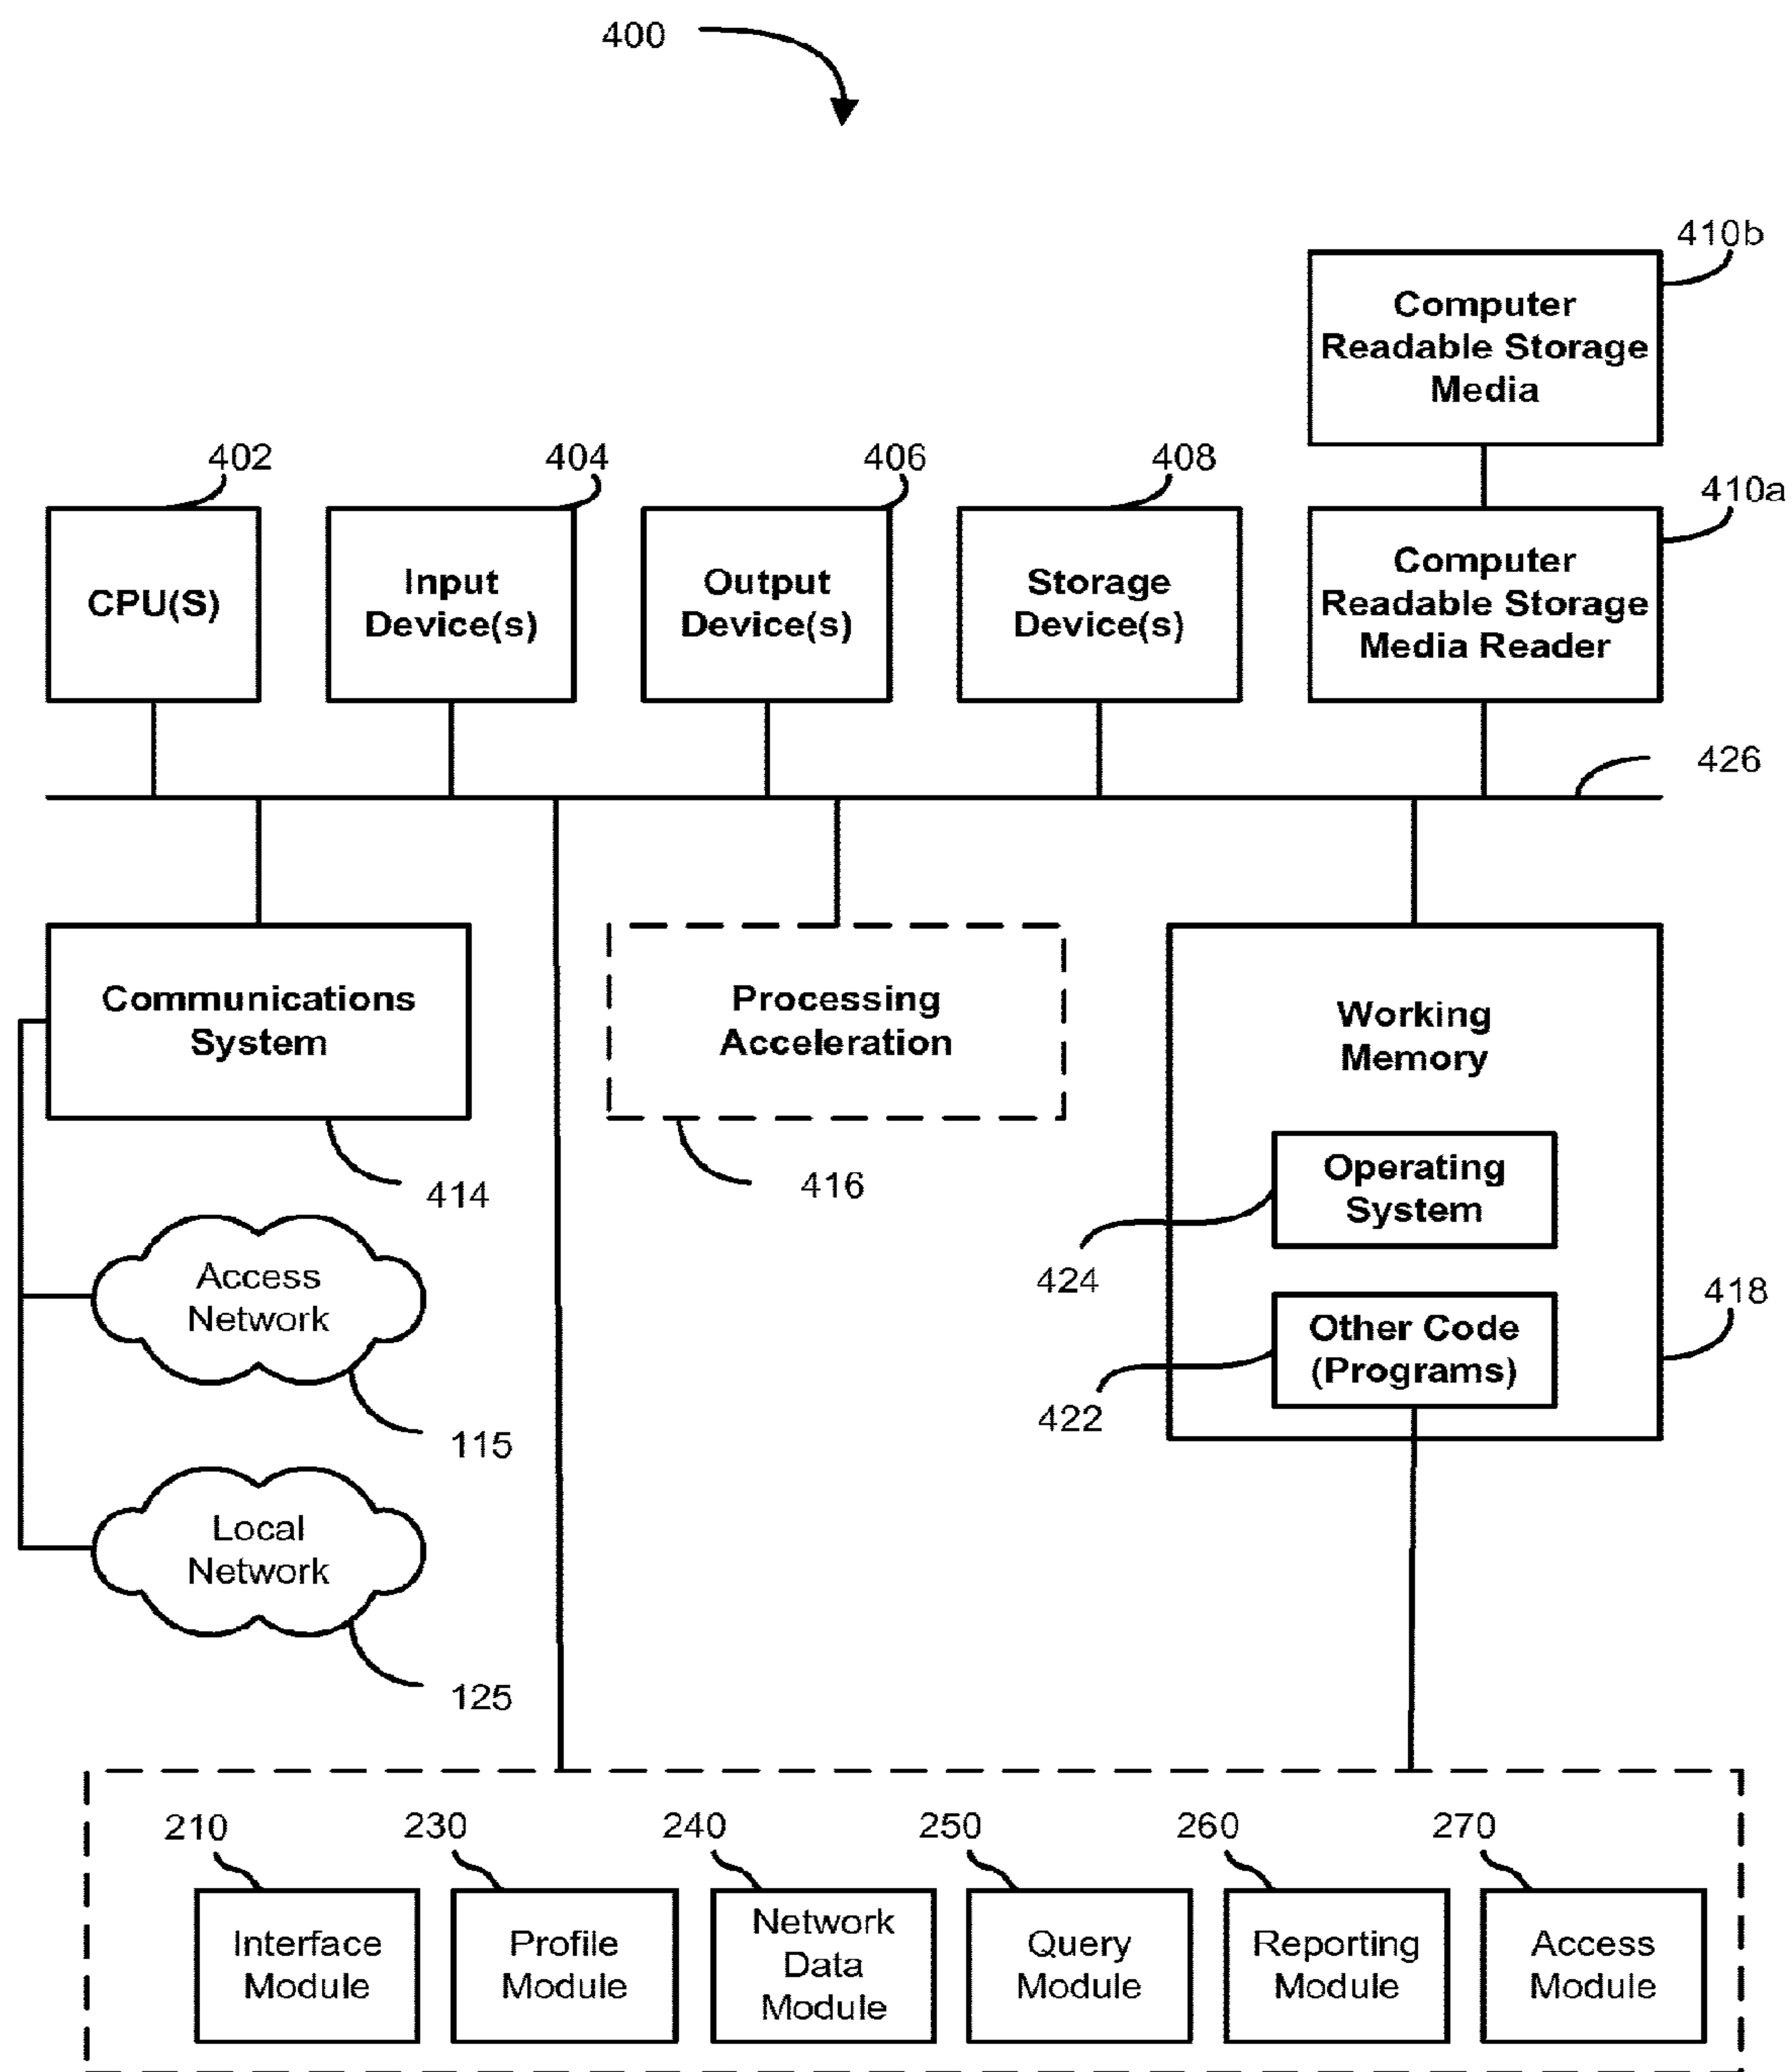 400
410b
Computer
Readable Storage
Media
402
404
406
408
410a
CPU(S)
Input
Device(s)
Output
Device(s)
Storage
Device(s)
Computer
Readable Storage
Media Reader
426
Communications
System
414
Processing
Acceleration
416
Working
Memory
Operating
System
424
Other Code
(Programs)
422
418
Access
Network
115
Local
Network
125
210
230
240
250
260
270
Interface
Module
Profile
Module
Network
Data
Module
Query
Module
Reporting
Module
Access
Module